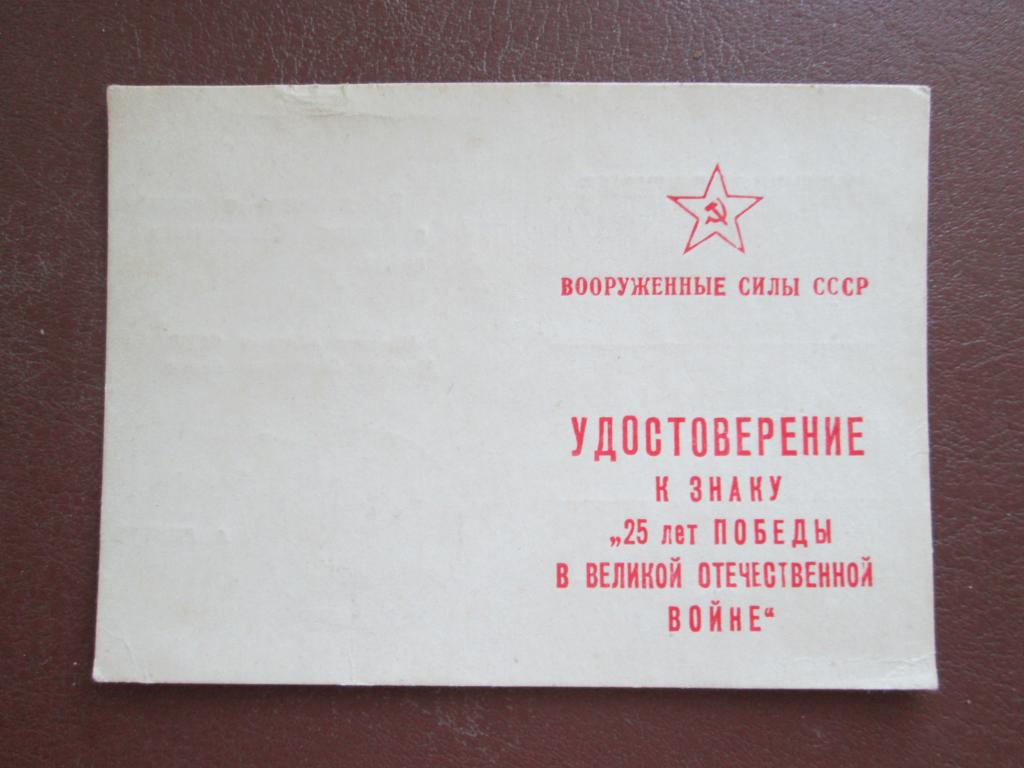 ВООРУЖЕННЫЕ СИЛЫ СССР
УДОСТОВЕРЕНИЕ
К ЗНАКУ
„25 лет ПОБЕДЫ
В ВЕЛИКОЙ ОТЕЧЕСТВЕННОЙ
ВОЙНЕ“